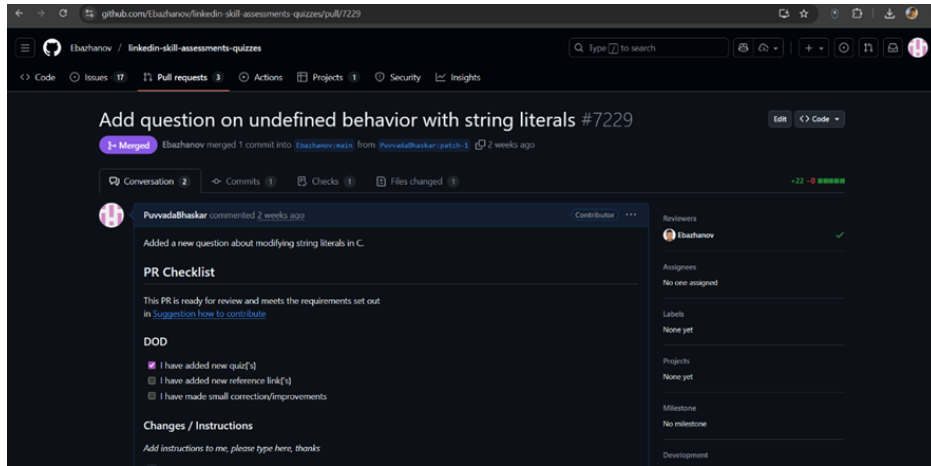 github.com/Ebazhanov/linkedin-skill-assessments-quizzes/pull/7229
Ebazhanov / linkedin-skill-assessments-quizzes
Type / to search
Code Issues 17 Pull requests 3 Actions Projects 1 Security Insights
Add question on undefined behavior with string literals #7229
Edit <> Code
Merged Ebazhanov merged 1 commit into Ebazhanov:main from PuvvadaBhaskar:patch-1 2 weeks ago
Conversation 2 Commits 1 Checks 1 Files changed 1
+22 −0
PuvvadaBhaskar commented 2 weeks ago
Contributor
Added a new question about modifying string literals in C.
PR Checklist
This PR is ready for review and meets the requirements set out
in Suggestion how to contribute
DOD
I have added new quiz['s]
I have added new reference link['s]
I have made small correction/improvements
Changes / Instructions
Add instructions to me, please type here, thanks
Reviewers
Ebazhanov
Assignees
No one assigned
Labels
None yet
Projects
None yet
Milestone
No milestone
Development